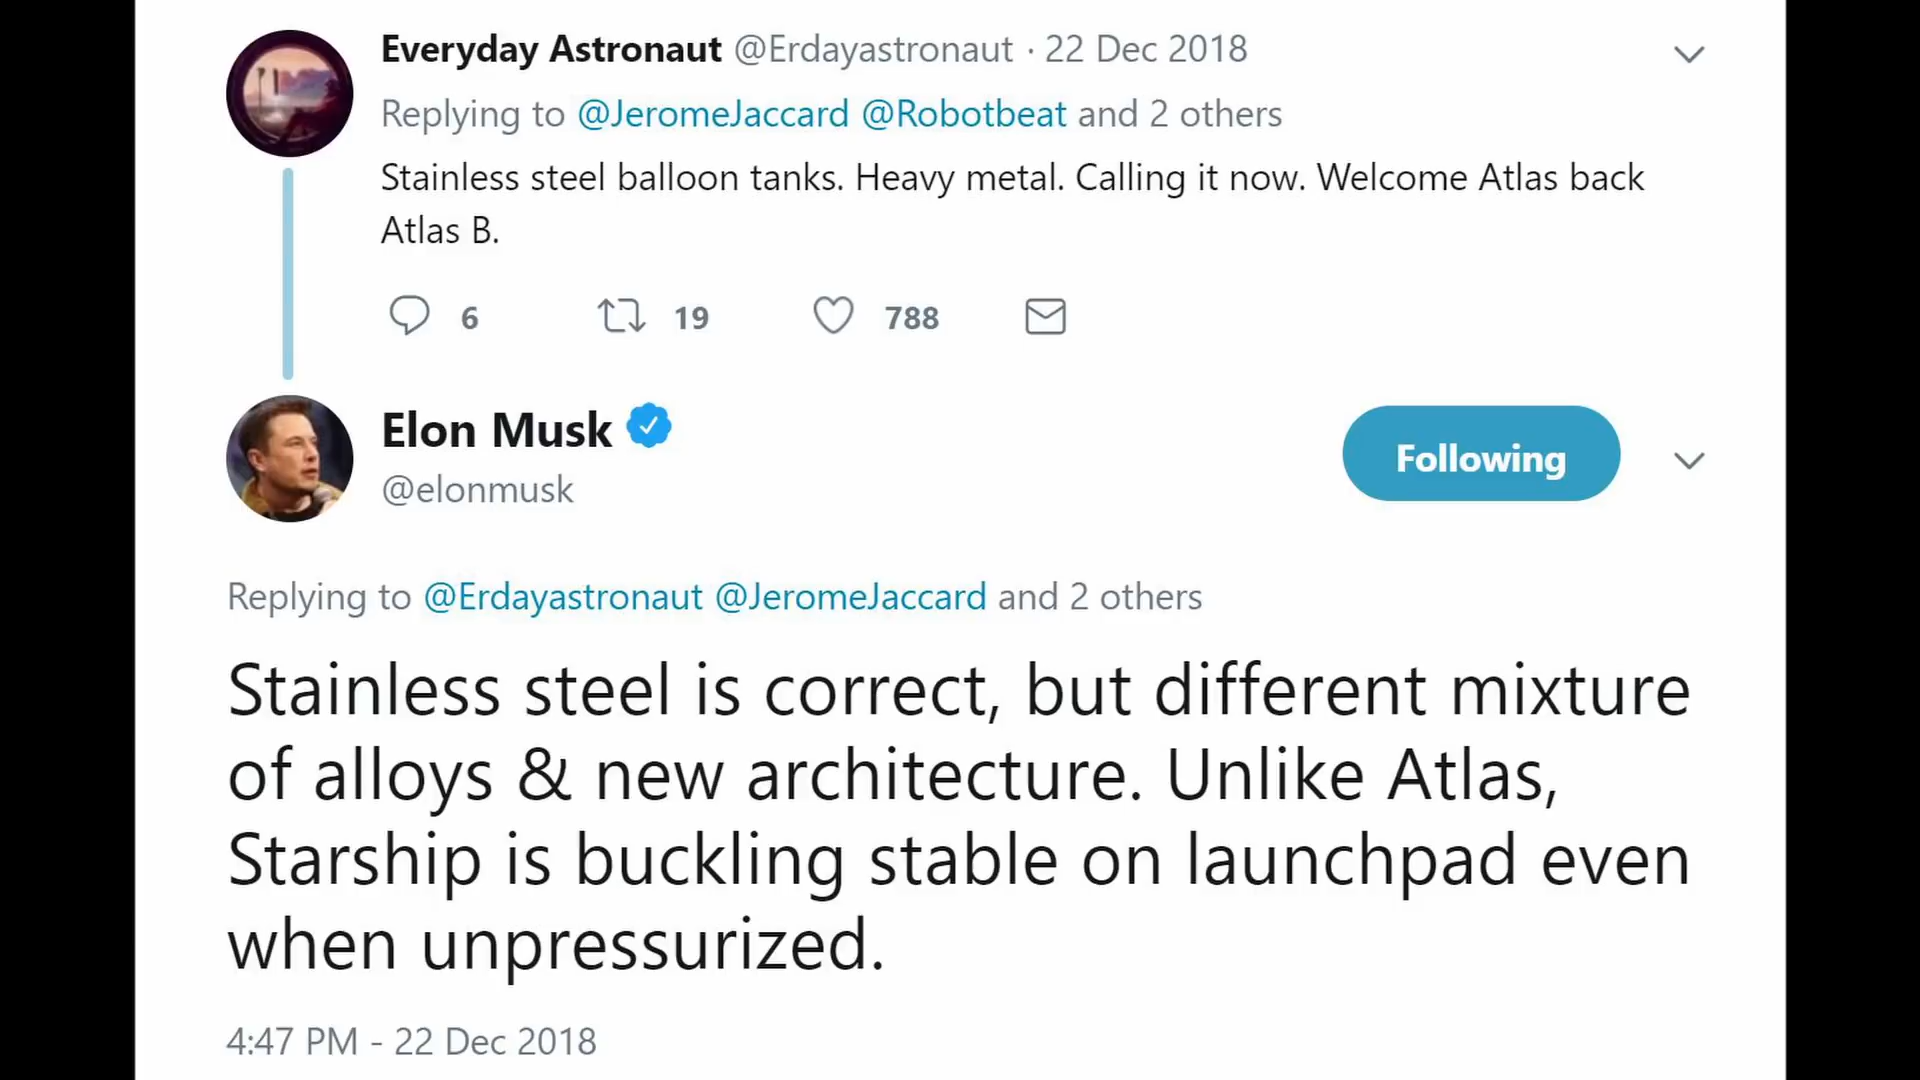 Everyday Astronaut @Erdayastronaut · 22 Dec 2018
Replying to @JeromeJaccard @Robotbeat and 2 others
Stainless steel balloon tanks. Heavy metal. Calling it now. Welcome Atlas back
Atlas B.
6 19 788
Elon Musk
@elonmusk
Following
Replying to @Erdayastronaut @JeromeJaccard and 2 others
Stainless steel is correct, but different mixture
of alloys & new architecture. Unlike Atlas,
Starship is buckling stable on launchpad even
when unpressurized.
4:47 PM - 22 Dec 2018